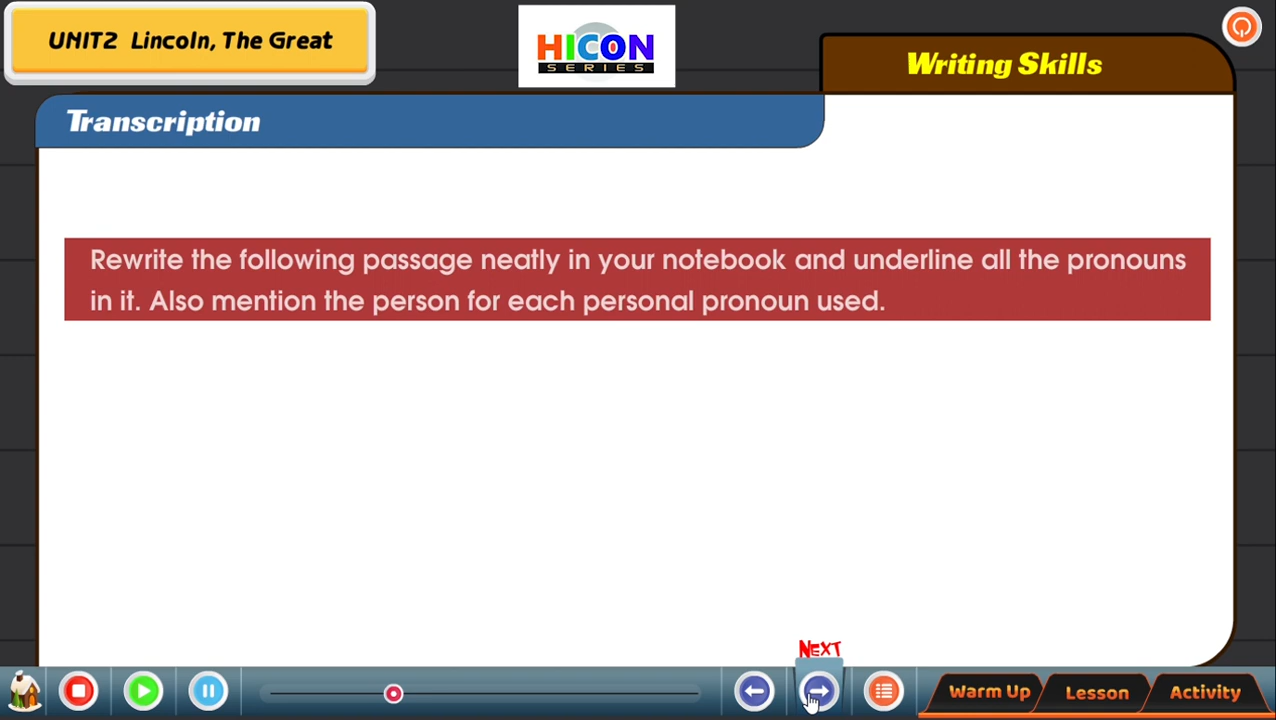 UNIT2 Lincoln, The Great
HICON
SERIES
Writing Skills
Transcription
Rewrite the following passage neatly in your notebook and underline all the pronouns
in it. Also mention the person for each personal pronoun used.
NEXT
Warm Up
Lesson
Activity